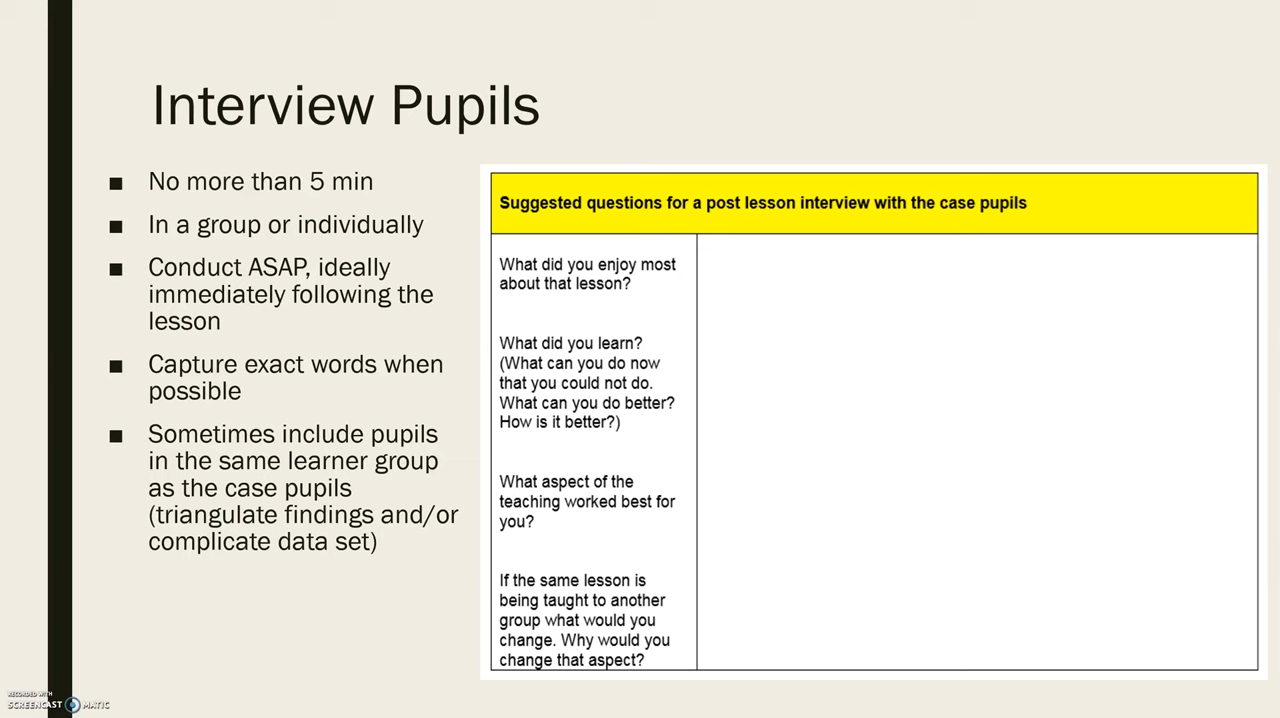 Interview Pupils
■ No more than 5 min
■ In a group or individually
■ Conduct ASAP, ideally
immediately following the
lesson
■ Capture exact words when
possible
■ Sometimes include pupils
in the same learner group
as the case pupils
(triangulate findings and/or
complicate data set)
Suggested questions for a post lesson interview with the case pupils
What did you enjoy most
about that lesson?
What did you learn?
(What can you do now
that you could not do.
What can you do better?
How is it better?)
What aspect of the
teaching worked best for
you?
If the same lesson is
being taught to another
group what would you
change. Why would you
change that aspect?
RECORDED WITH
SCREENCAST MATIC